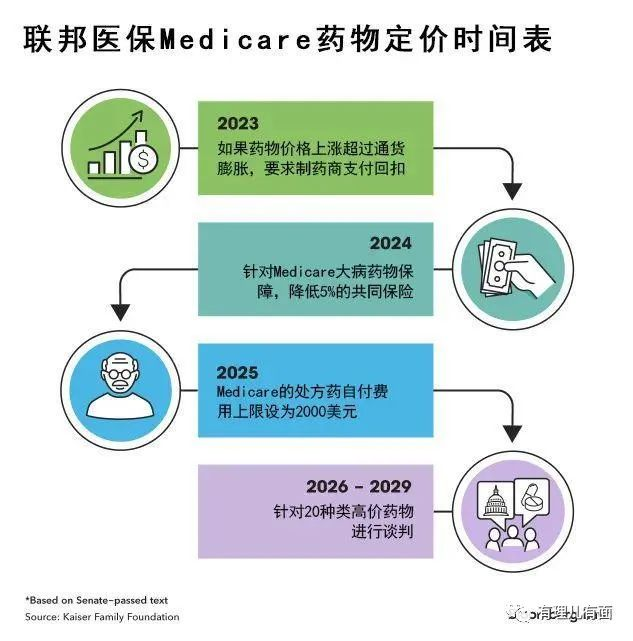 联邦医保Medicare药物定价时间表
2023
如果药物价格上涨超过通货
膨胀，要求制药商支付回扣
2024
针对Medicare大病药物保
障，降低5%的共同保险
2025
Medicare的处方药自付费
用上限设为2000美元
2026 – 2029
针对20种类高价药物
进行谈判
*Based on Senate-passed text
Source: Kaiser Family Foundation
有理儿有面